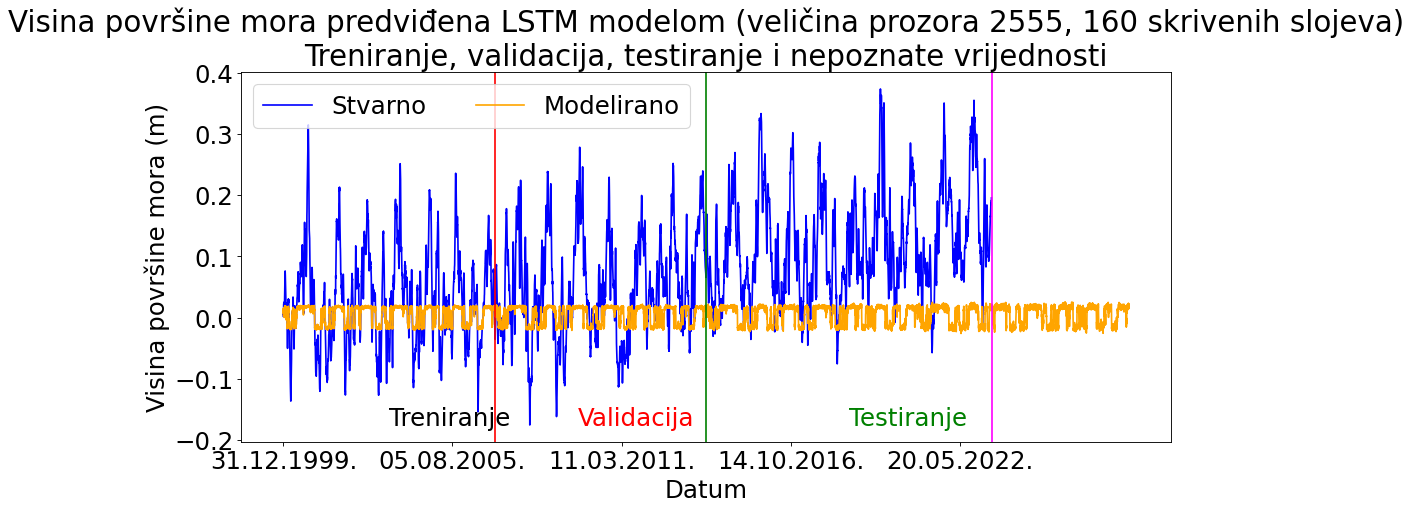 Visina površine mora predviđena LSTM modelom (veličina prozora 2555, 160 skrivenih slojeva)
Treniranje, validacija, testiranje i nepoznate vrijednosti
Stvarno Modelirano
Visina površine mora (m)
0.4
0.3
0.2
0.1
0.0
−0.1
−0.2
Treniranje Validacija Testiranje
31.12.1999. 05.08.2005. 11.03.2011. 14.10.2016. 20.05.2022.
Datum